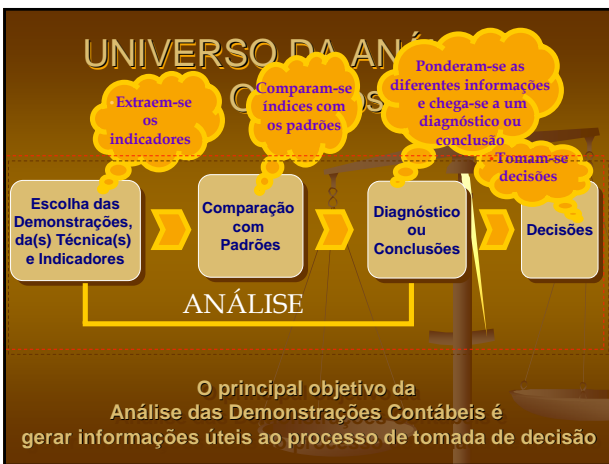 UNIVERSO DA AN
Extraem-se
os
indicadores
Comparam-se
índices com
os padrões
Ponderam-se as
diferentes informações
e chega-se a um
diagnóstico ou
conclusão
Tomam-se
decisões
Escolha das
Demonstrações,
da(s) Técnica(s)
e Indicadores
Comparação
com
Padrões
Diagnóstico
ou
Conclusões
Decisões
ANÁLISE
O principal objetivo da
Análise das Demonstrações Contábeis é
gerar informações úteis ao processo de tomada de decisão